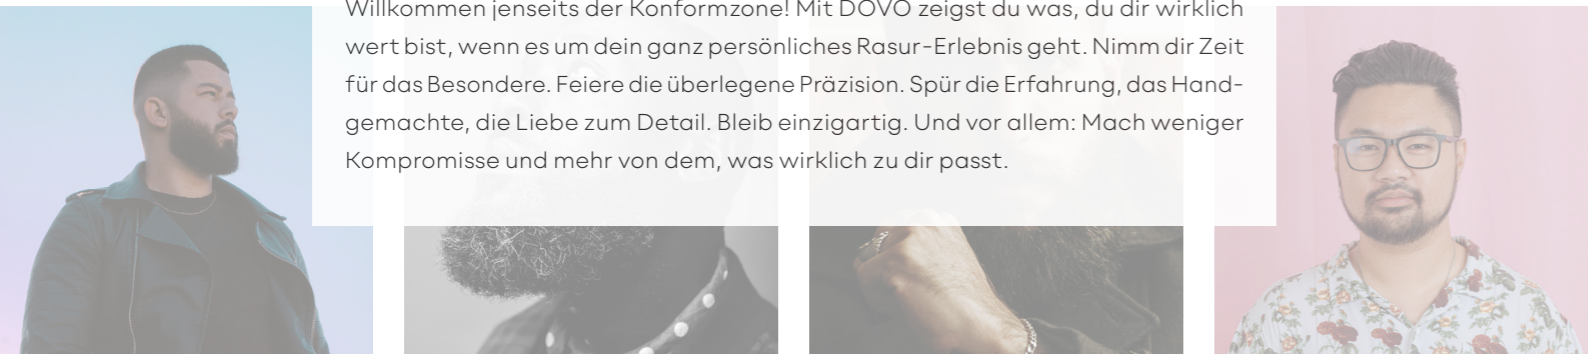 Willkommen jenseits der Konformzone! Mit DOVO zeigst du was, du dir wirklich
wert bist, wenn es um dein ganz persönliches Rasur-Erlebnis geht. Nimm dir Zeit
für das Besondere. Feiere die überlegene Präzision. Spür die Erfahrung, das Hand-
gemachte, die Liebe zum Detail. Bleib einzigartig. Und vor allem: Mach weniger
Kompromisse und mehr von dem, was wirklich zu dir passt.